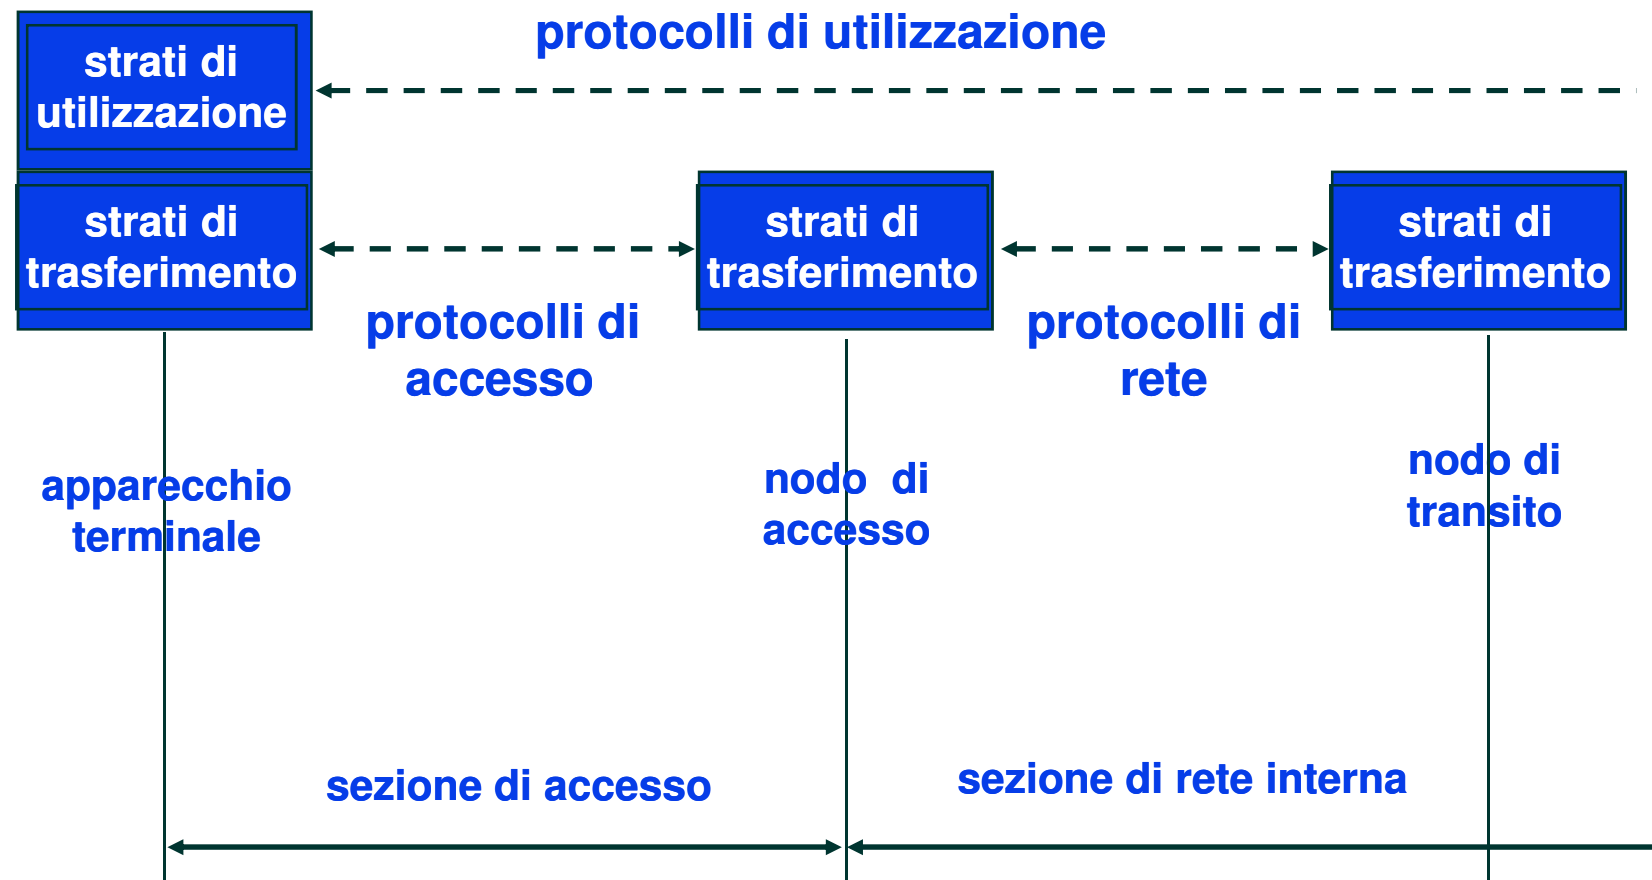 protocolli di utilizzazione
strati di
utilizzazione
strati di
trasferimento
strati di
trasferimento
strati di
trasferimento
protocolli di
accesso
protocolli di
rete
apparecchio
terminale
nodo di
accesso
nodo di
transito
sezione di accesso
sezione di rete interna